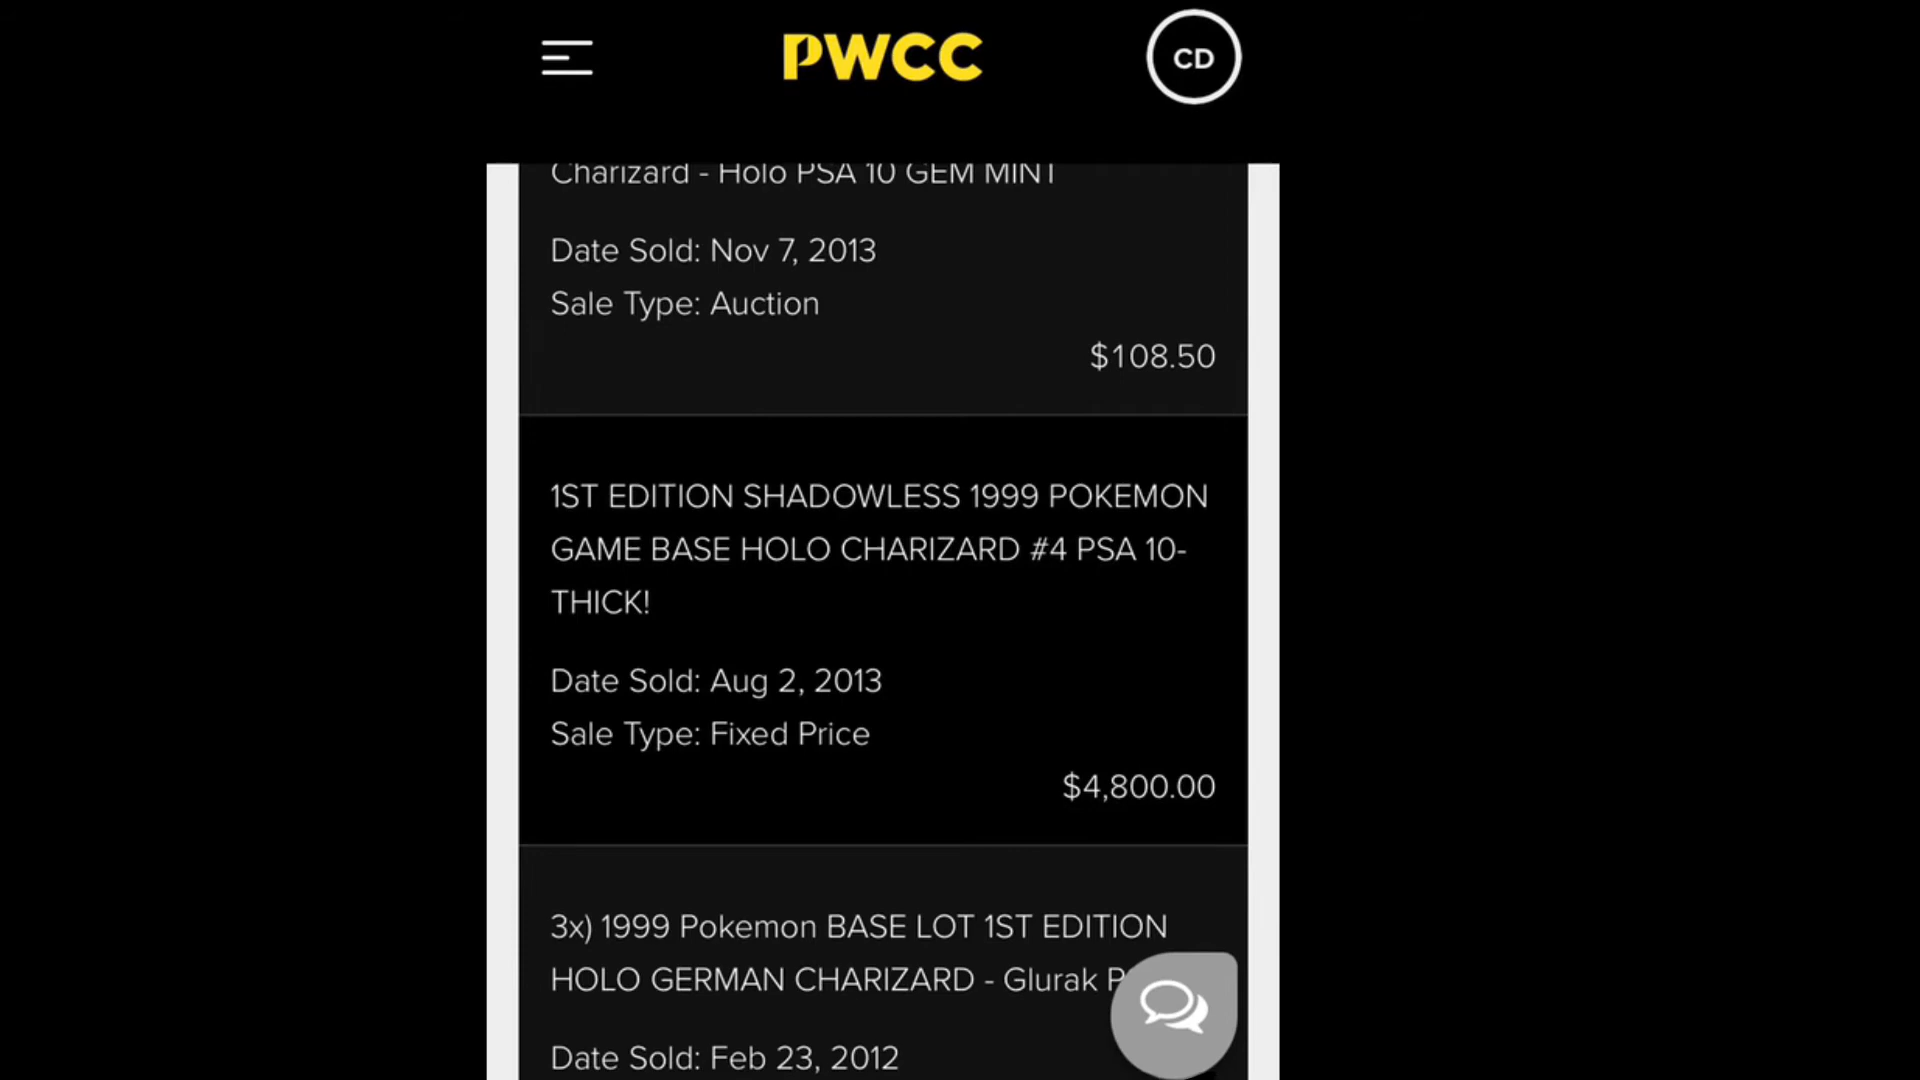 PWCC
CD
Charizard - Holo PSA 10 GEM MINT
Date Sold: Nov 7, 2013
Sale Type: Auction
$108.50
1ST EDITION SHADOWLESS 1999 POKEMON
GAME BASE HOLO CHARIZARD #4 PSA 10-
THICK!
Date Sold: Aug 2, 2013
Sale Type: Fixed Price
$4,800.00
3x) 1999 Pokemon BASE LOT 1ST EDITION
HOLO GERMAN CHARIZARD - Glurak
Date Sold: Feb 23, 2012